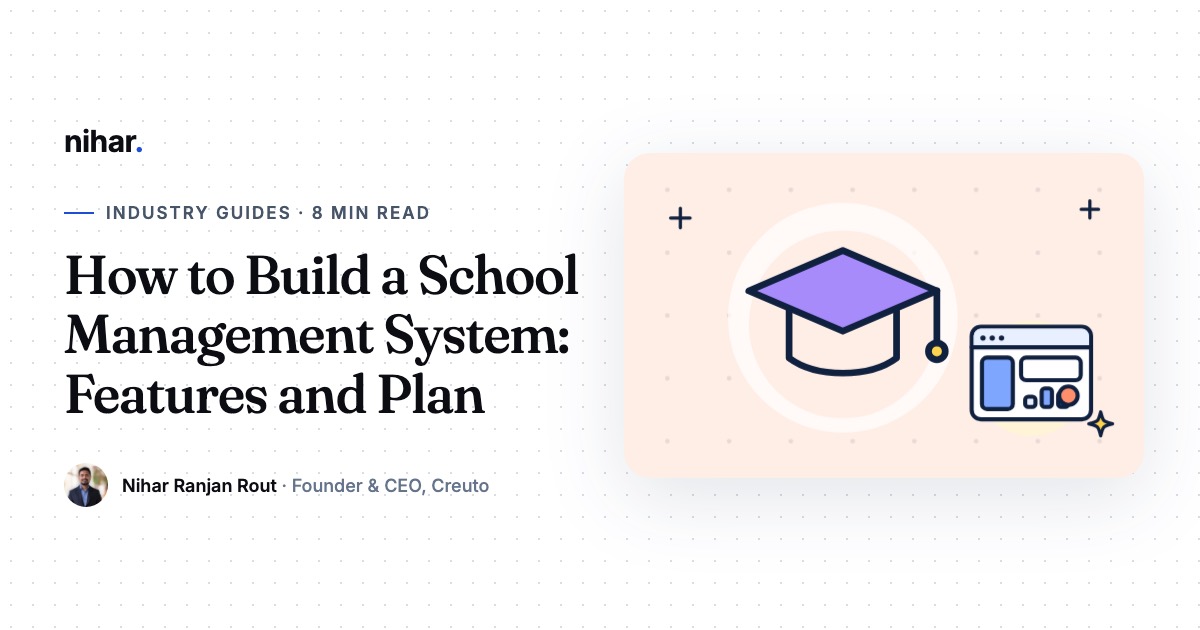 nihar.
INDUSTRY GUIDES · 8 MIN READ
How to Build a School
Management System:
Features and Plan
Nihar Ranjan Rout · Founder & CEO, Creuto